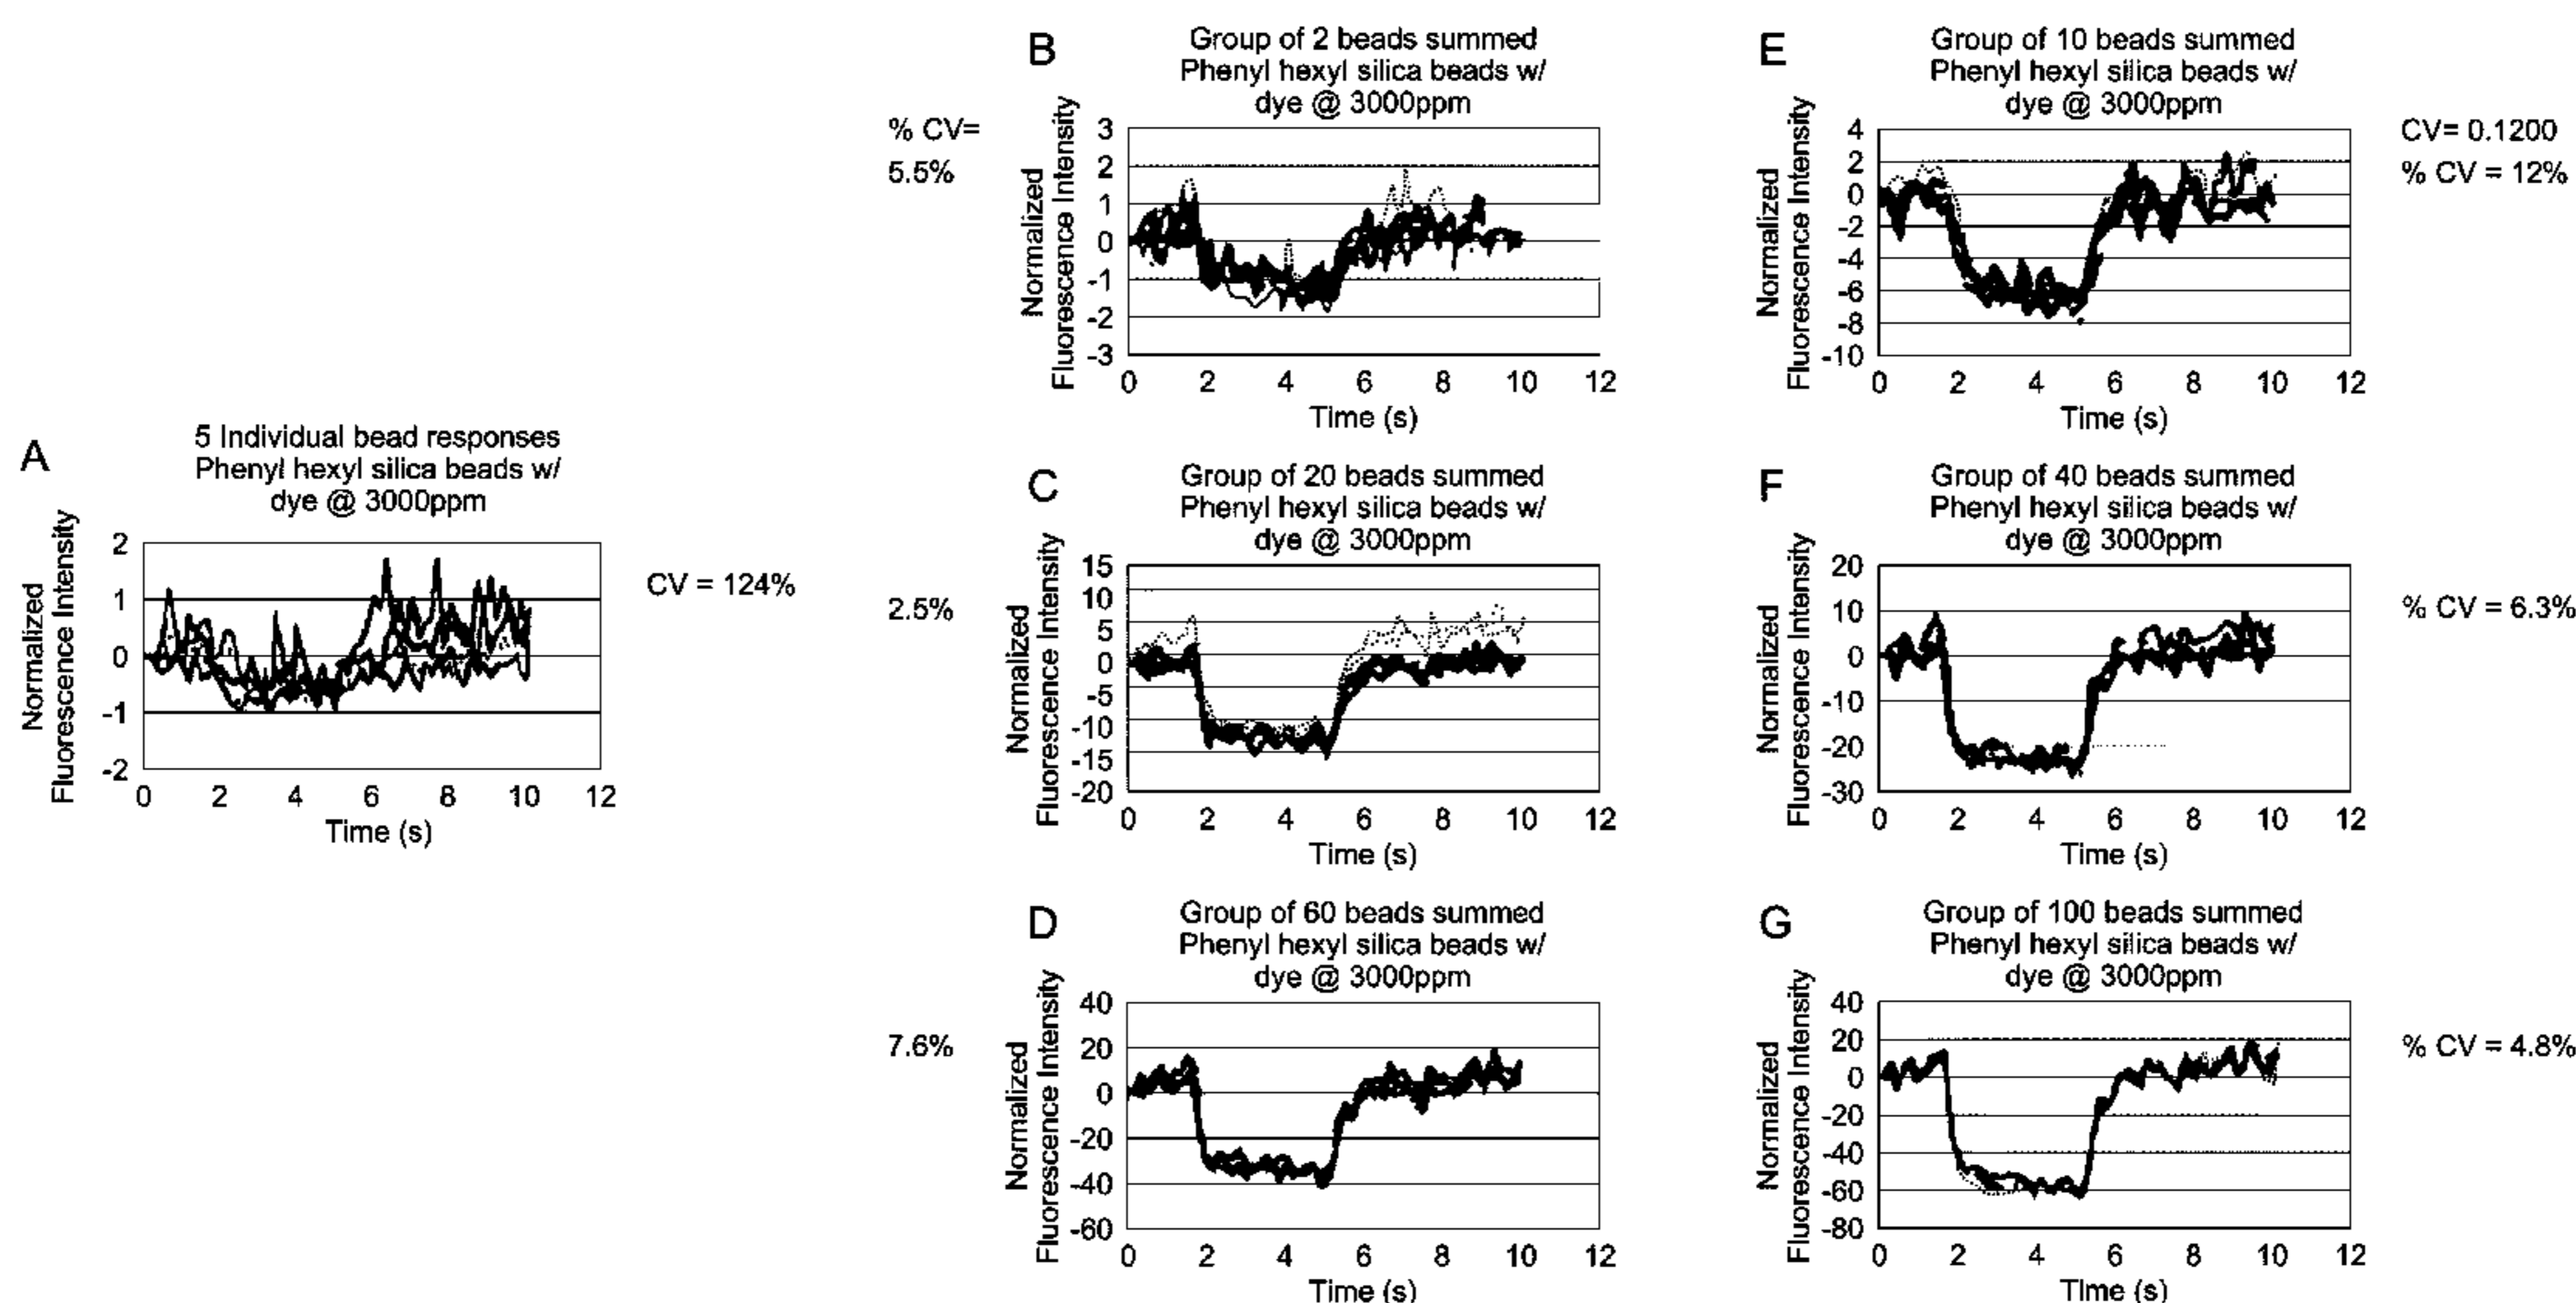 A
5 Individual bead responses
Phenyl hexyl silica beads w/
dye @ 3000ppm
Normalized
Fluorescence Intensity
2
1
0
-1
-2
0 2 4 6 8 10 12
Time (s)
CV = 124%
% CV=
5.5%
B
Group of 2 beads summed
Phenyl hexyl silica beads w/
dye @ 3000ppm
Normalized
Fluorescence Intensity
3
2
1
0
-1
-2
-3
0 2 4 6 8 10 12
Time (s)
2.5%
C
Group of 20 beads summed
Phenyl hexyl silica beads w/
dye @ 3000ppm
Normalized
Fluorescence Intensity
15
10
5
0
-5
-10
-15
-20
0 2 4 6 8 10 12
Time (s)
7.6%
D
Group of 60 beads summed
Phenyl hexyl silica beads w/
dye @ 3000ppm
Normalized
Fluorescence Intensity
40
20
0
-20
-40
-60
0 2 4 6 8 10 12
Time (s)
E
Group of 10 beads summed
Phenyl hexyl silica beads w/
dye @ 3000ppm
Normalized
Fluorescence Intensity
4
2
0
-2
-4
-6
-8
-10
0 2 4 6 8 10 12
Time (s)
CV= 0.1200
% CV = 12%
F
Group of 40 beads summed
Phenyl hexyl silica beads w/
dye @ 3000ppm
Normalized
Fluorescence Intensity
20
10
0
-10
-20
-30
0 2 4 6 8 10 12
Time (s)
% CV = 6.3%
G
Group of 100 beads summed
Phenyl hexyl silica beads w/
dye @ 3000ppm
Normalized
Fluorescence Intensity
40
20
0
-20
-40
-60
-80
0 2 4 6 8 10 12
Time (s)
% CV = 4.8%